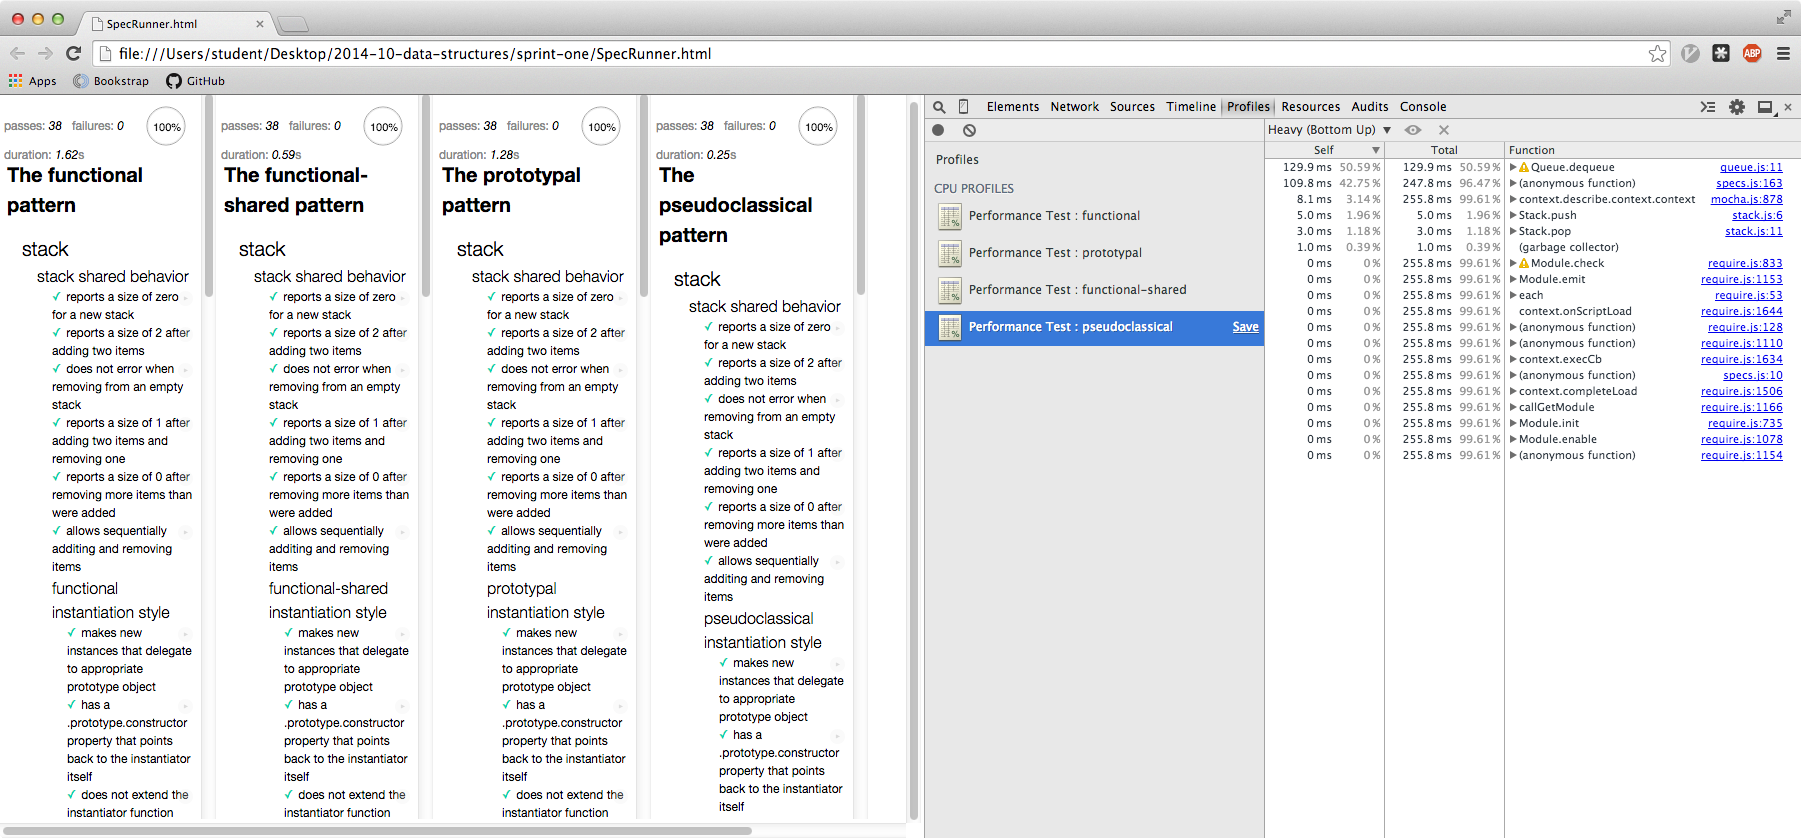 SpecRunner.html
file:///Users/student/Desktop/2014-10-data-structures/sprint-one/SpecRunner.html
ABP
Apps Bookstrap GitHub
passes: 38 failures: 0 100%
duration: 1.62s
The functional
pattern
stack
stack shared behavior
✓ reports a size of zero
for a new stack
✓ reports a size of 2 after
adding two items
✓ does not error when
removing from an empty
stack
✓ reports a size of 1 after
adding two items and
removing one
✓ reports a size of 0 after
removing more items than
were added
✓ allows sequentially
additing and removing
items
functional
instantiation style
✓ makes new
instances that delegate
to appropriate
prototype object
✓ has a
.prototype.constructor
property that points
back to the instantiator
itself
✓ does not extend the
instantiator function
passes: 38 failures: 0 100%
duration: 0.59s
The functional-
shared pattern
stack
stack shared behavior
✓ reports a size of zero
for a new stack
✓ reports a size of 2 after
adding two items
✓ does not error when
removing from an empty
stack
✓ reports a size of 1 after
adding two items and
removing one
✓ reports a size of 0 after
removing more items than
were added
✓ allows sequentially
additing and removing
items
functional-shared
instantiation style
✓ makes new
instances that delegate
to appropriate
prototype object
✓ has a
.prototype.constructor
property that points
back to the instantiator
itself
✓ does not extend the
instantiator function
passes: 38 failures: 0 100%
duration: 1.28s
The prototypal
pattern
stack
stack shared behavior
✓ reports a size of zero
for a new stack
✓ reports a size of 2 after
adding two items
✓ does not error when
removing from an empty
stack
✓ reports a size of 1 after
adding two items and
removing one
✓ reports a size of 0 after
removing more items than
were added
✓ allows sequentially
additing and removing
items
prototypal
instantiation style
✓ makes new
instances that delegate
to appropriate
prototype object
✓ has a
.prototype.constructor
property that points
back to the instantiator
itself
✓ does not extend the
instantiator function
passes: 38 failures: 0 100%
duration: 0.25s
The
pseudoclassical
pattern
stack
stack shared behavior
✓ reports a size of zero
for a new stack
✓ reports a size of 2 after
adding two items
✓ does not error when
removing from an empty
stack
✓ reports a size of 1 after
adding two items and
removing one
✓ reports a size of 0 after
removing more items than
were added
✓ allows sequentially
additing and removing
items
pseudoclassical
instantiation style
✓ makes new
instances that delegate
to appropriate
prototype object
✓ has a
.prototype.constructor
property that points
back to the instantiator
itself
Elements Network Sources Timeline Profiles Resources Audits Console
Profiles
CPU PROFILES
Performance Test : functional
Performance Test : prototypal
Performance Test : functional-shared
Performance Test : pseudoclassical Save
Heavy (Bottom Up)
Self Total Function
129.9 ms 50.59 % 129.9 ms 50.59 % Queue.dequeue queue.js:11
109.8 ms 42.75 % 247.8 ms 96.47 % (anonymous function) specs.js:163
8.1 ms 3.14 % 255.8 ms 99.61 % context.describe.context.context mocha.js:878
5.0 ms 1.96 % 5.0 ms 1.96 % Stack.push stack.js:6
3.0 ms 1.18 % 3.0 ms 1.18 % Stack.pop stack.js:11
1.0 ms 0.39 % 1.0 ms 0.39 % (garbage collector)
0 ms 0 % 255.8 ms 99.61 % Module.check require.js:833
0 ms 0 % 255.8 ms 99.61 % Module.emit require.js:1153
0 ms 0 % 255.8 ms 99.61 % each require.js:53
0 ms 0 % 255.8 ms 99.61 % context.onScriptLoad require.js:1644
0 ms 0 % 255.8 ms 99.61 % (anonymous function) require.js:128
0 ms 0 % 255.8 ms 99.61 % (anonymous function) require.js:1110
0 ms 0 % 255.8 ms 99.61 % context.execCb require.js:1634
0 ms 0 % 255.8 ms 99.61 % (anonymous function) specs.js:10
0 ms 0 % 255.8 ms 99.61 % context.completeLoad require.js:1506
0 ms 0 % 255.8 ms 99.61 % callGetModule require.js:1166
0 ms 0 % 255.8 ms 99.61 % Module.init require.js:735
0 ms 0 % 255.8 ms 99.61 % Module.enable require.js:1078
0 ms 0 % 255.8 ms 99.61 % (anonymous function) require.js:1154